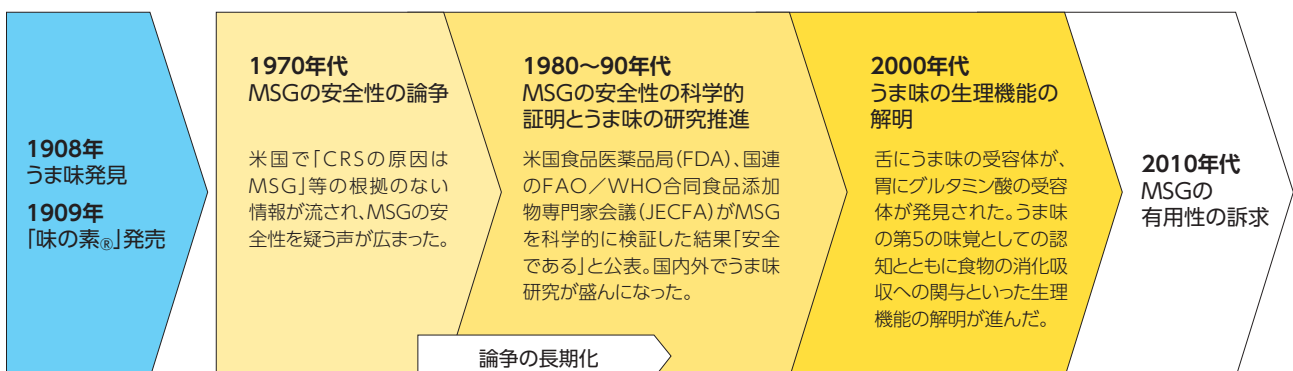 1908年
うま味発見
1909年
「味の素®」発売
1970年代
MSGの安全性の論争
米国で「CRSの原因は
MSG」等の根拠のない
情報が流され、MSGの安
全性を疑う声が広まった。
1980〜90年代
MSGの安全性の科学的
証明とうま味の研究推進
米国食品医薬品局(FDA)、国連
のFAO/WHO合同食品添加
物専門家会議(JECFA)がMSG
を科学的に検証した結果「安全
である」と公表。国内外でうま味
研究が盛んになった。
論争の長期化
2000年代
うま味の生理機能の
解明
舌にうま味の受容体が、
胃にグルタミン酸の受容
体が発見された。うま味
の第5の味覚としての認
知とともに食物の消化吸
収への関与といった生理
機能の解明が進んだ。
2010年代
MSGの
有用性の訴求